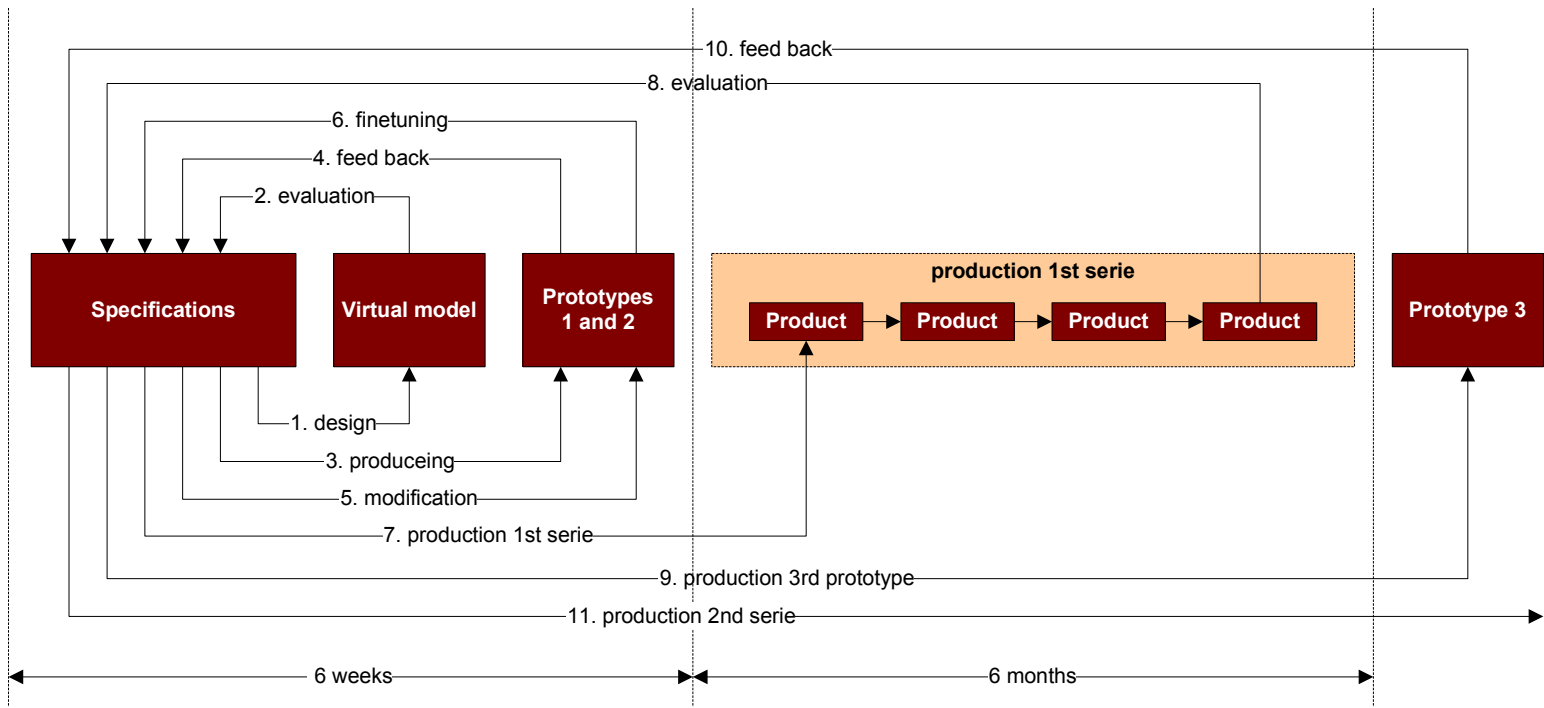 10. feed back
8. evaluation
6. finetuning
4. feed back
2. evaluation
Specifications
Virtual model
Prototypes
1 and 2
production 1st serie
Product
Product
Product
Product
Prototype 3
1. design
3. produceing
5. modification
7. production 1st serie
9. production 3rd prototype
11. production 2nd serie
6 weeks
6 months